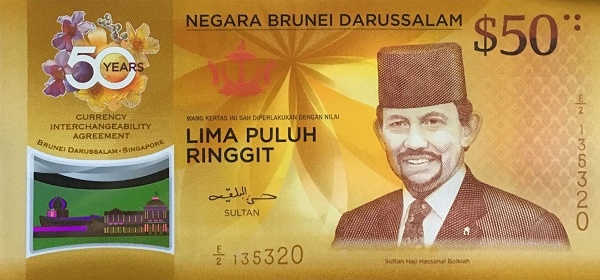 NEGARA BRUNEI DARUSSALAM
$50
50 YEARS
CURRENCY
INTERCHANGEABILITY
AGREEMENT
BRUNEI DARUSSALAM • SINGAPORE
WANG KERTAS INI SAH DIPERLAKUKAN DENGAN NILAI
LIMA PULUH
RINGGIT
SULTAN
E/2 135320
E/2 135320
Sultan Haji Hassanal Bolkiah